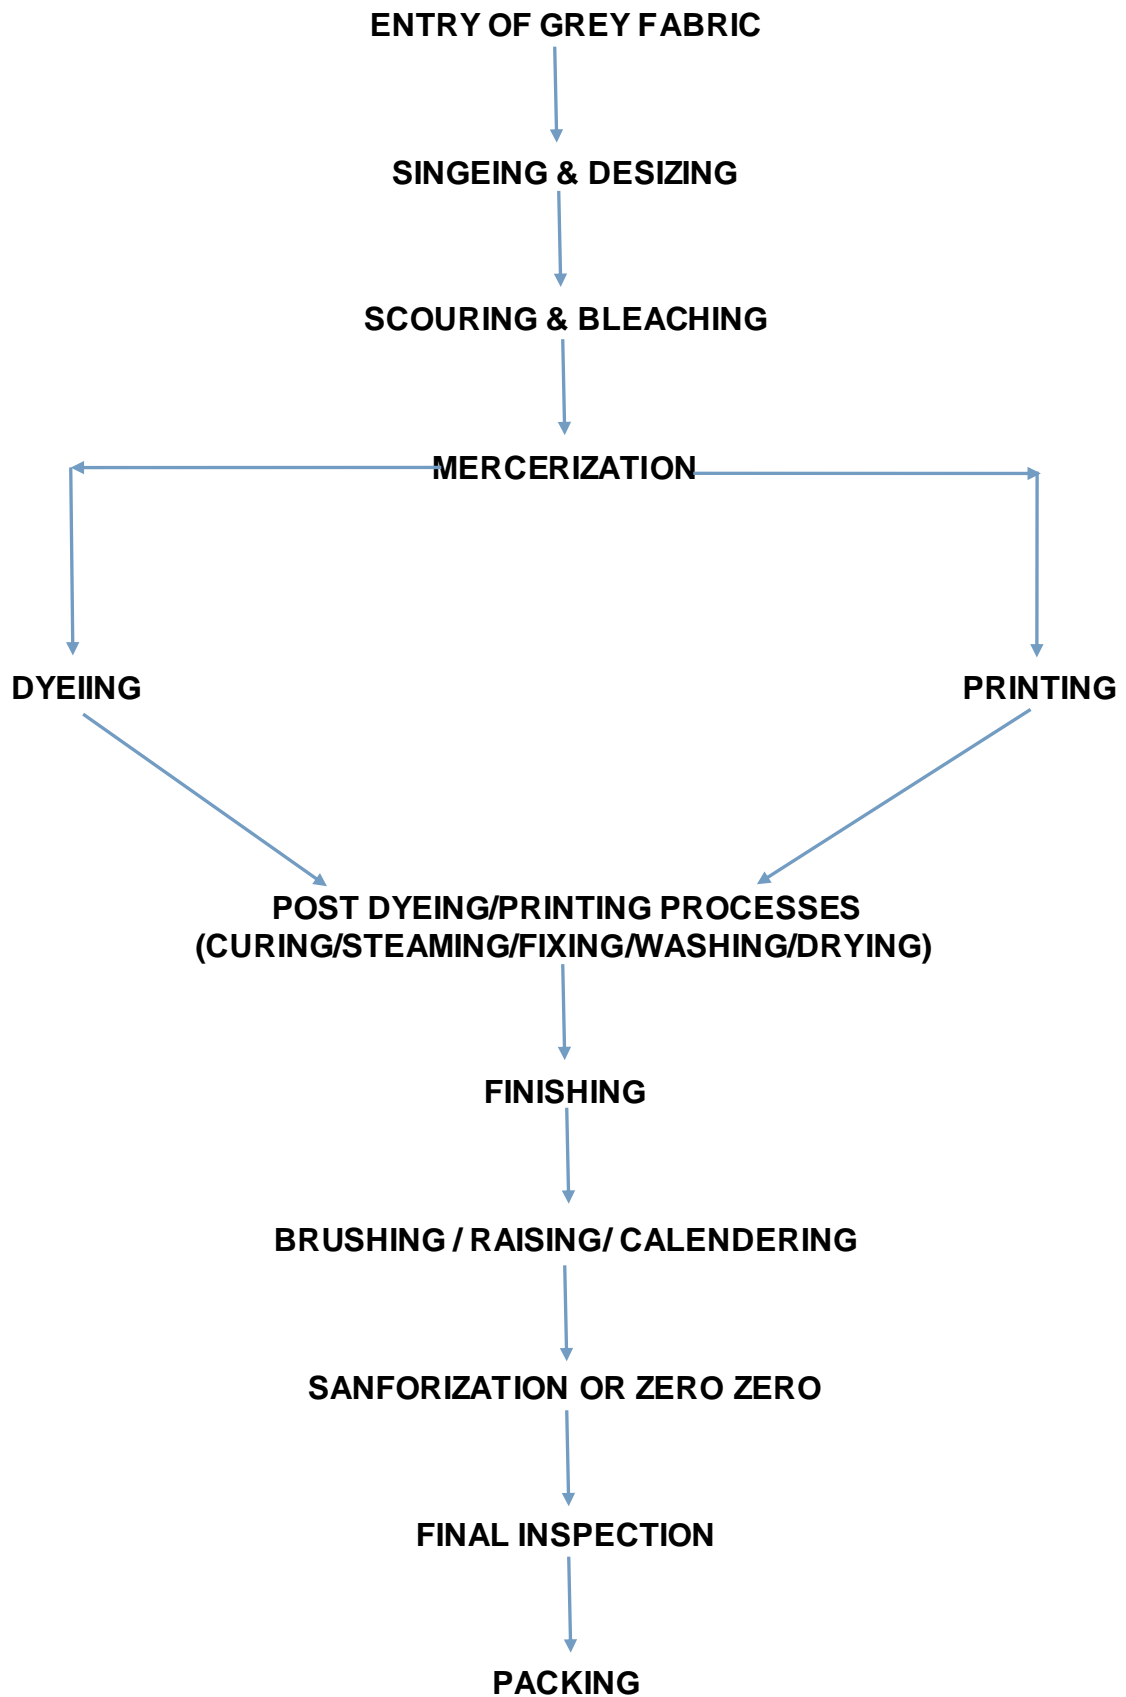 ENTRY OF GREY FABRIC
SINGEING & DESIZING
SCOURING & BLEACHING
MERCERIZATION
DYEIING
PRINTING
POST DYEING/PRINTING PROCESSES
(CURING/STEAMING/FIXING/WASHING/DRYING)
FINISHING
BRUSHING / RAISING/ CALENDERING
SANFORIZATION OR ZERO ZERO
FINAL INSPECTION
PACKING